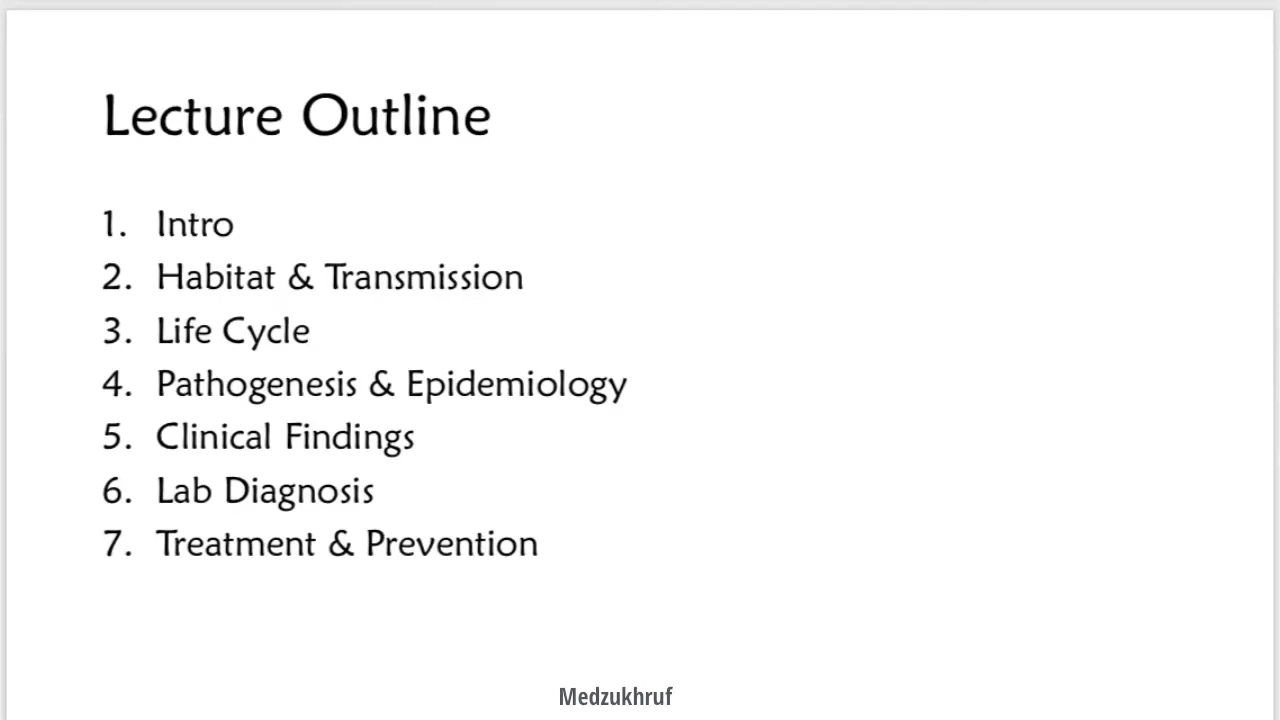 Lecture Outline
1. Intro
2. Habitat & Transmission
3. Life Cycle
4. Pathogenesis & Epidemiology
5. Clinical Findings
6. Lab Diagnosis
7. Treatment & Prevention
Medzukhruf